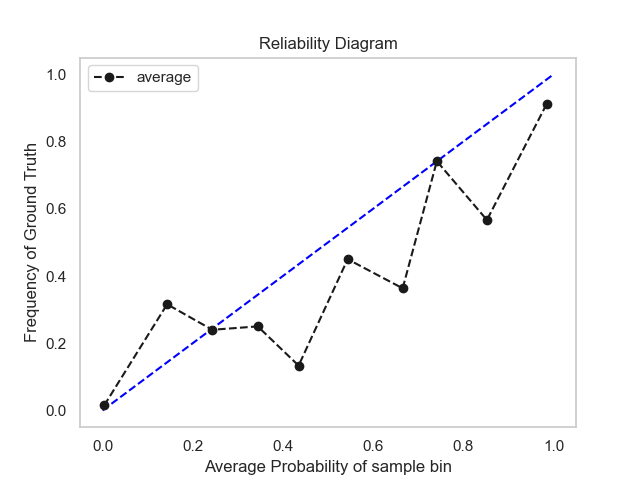 Reliability Diagram
average
1.0
0.8
0.6
0.4
0.2
0.0
Frequency of Ground Truth
0.0 0.2 0.4 0.6 0.8 1.0
Average Probability of sample bin